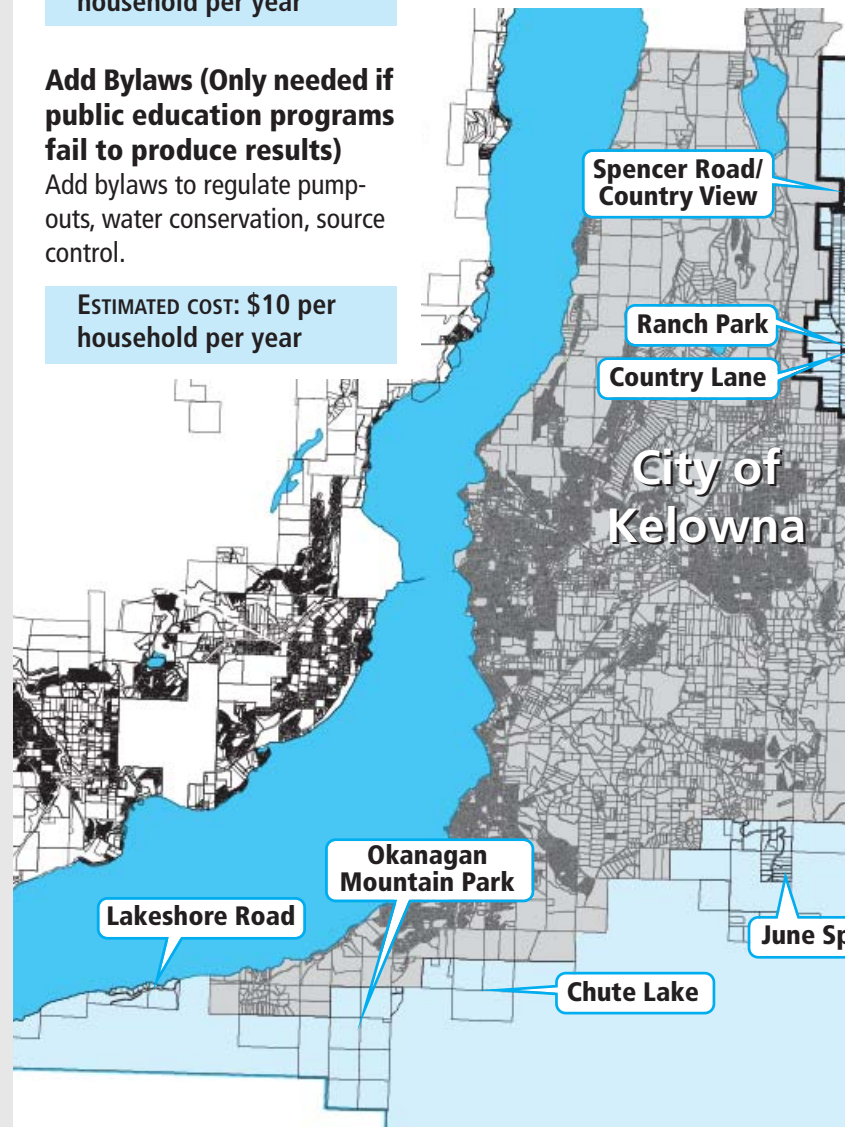 household per year
Add Bylaws (Only needed if
public education programs
fail to produce results)
Add bylaws to regulate pump-
outs, water conservation, source
control.
ESTIMATED COST: $10 per
household per year
Spencer Road/
Country View
Ranch Park
Country Lane
City of
Kelowna
Okanagan
Mountain Park
Lakeshore Road
June Sp
Chute Lake